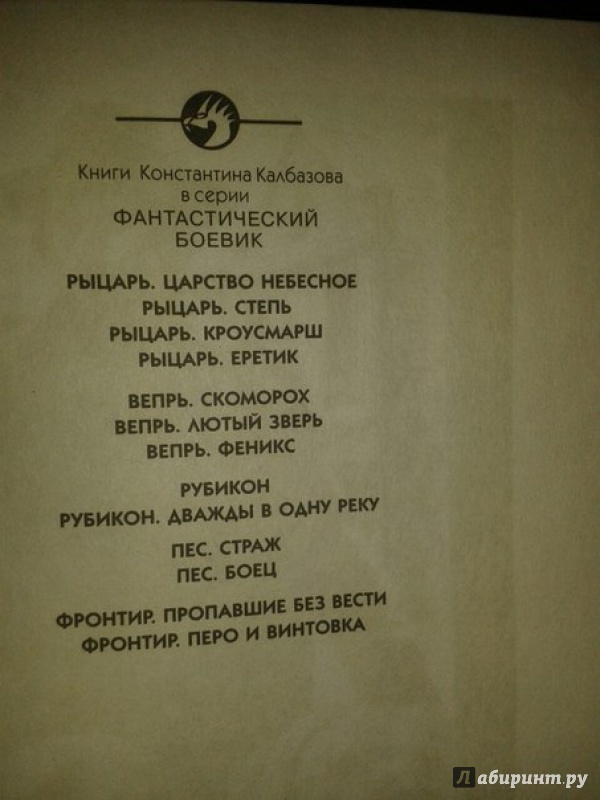 Книги Константина Калбазова
в серии
ФАНТАСТИЧЕСКИЙ
БОЕВИК
РЫЦАРЬ. ЦАРСТВО НЕБЕСНОЕ
РЫЦАРЬ. СТЕПЬ
РЫЦАРЬ. КРОУСМАРШ
РЫЦАРЬ. ЕРЕТИК
ВЕПРЬ. СКОМОРОХ
ВЕПРЬ. ЛЮТЫЙ ЗВЕРЬ
ВЕПРЬ. ФЕНИКС
РУБИКОН
РУБИКОН. ДВАЖДЫ В ОДНУ РЕКУ
ПЕС. СТРАЖ
ПЕС. БОЕЦ
ФРОНТИР. ПРОПАВШИЕ БЕЗ ВЕСТИ
ФРОНТИР. ПЕРО И ВИНТОВКА
Лабиринт.ру